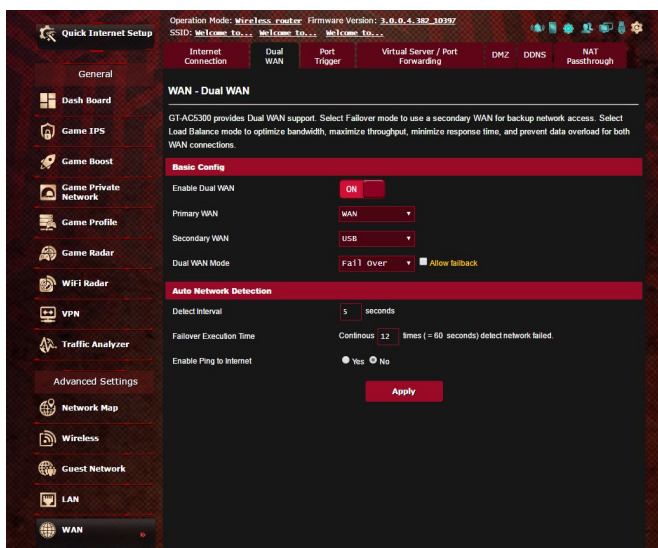 Quick Internet Setup
General
Dash Board
Game IPS
Game Boost
Game Private
Network
Game Profile
Game Radar
WiFi Radar
VPN
Traffic Analyzer
Advanced Settings
Network Map
Wireless
Guest Network
LAN
WAN
Operation Mode: Wireless router Firmware Version: 3.0.0.4.382_10397
SSID: Welcome to... Welcome to... Welcome to...
Internet
Connection
Dual
WAN
Port
Trigger
Virtual Server / Port
Forwarding
DMZ
DDNS
NAT
Passthrough
WAN - Dual WAN
GT-AC5300 provides Dual WAN support. Select Failover mode to use a secondary WAN for backup network access. Select
Load Balance mode to optimize bandwidth, maximize throughput, minimize response time, and prevent data overload for both
WAN connections.
Basic Config
Enable Dual WAN ON
Primary WAN WAN
Secondary WAN USB
Dual WAN Mode Fail Over Allow failback
Auto Network Detection
Detect Interval 5 seconds
Failover Execution Time Continous 12 times ( = 60 seconds) detect network failed.
Enable Ping to Internet Yes No
Apply